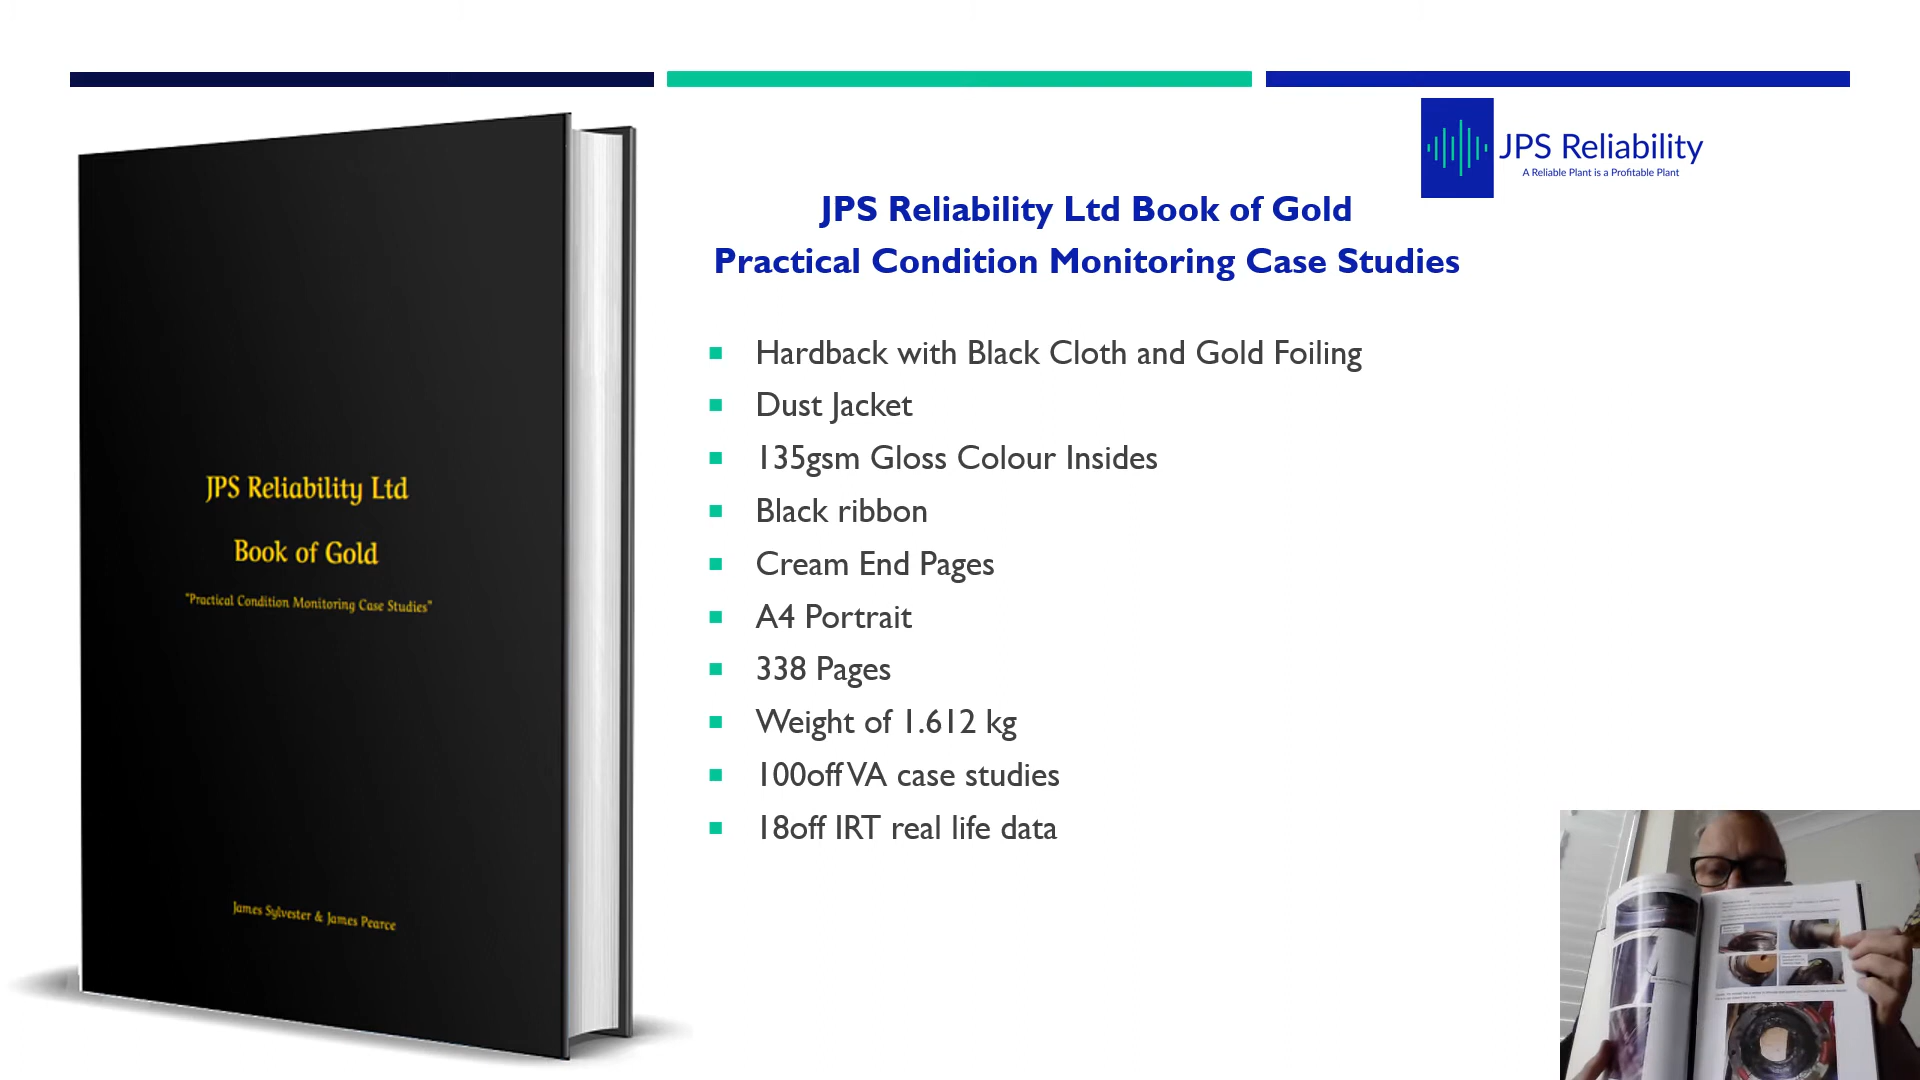 JPS Reliability
A Reliable Plant is a Profitable Plant
JPS Reliability Ltd Book of Gold
Practical Condition Monitoring Case Studies
Hardback with Black Cloth and Gold Foiling
Dust Jacket
135gsm Gloss Colour Insides
Black ribbon
Cream End Pages
A4 Portrait
338 Pages
Weight of 1.612 kg
100off VA case studies
18off IRT real life data
JPS Reliability Ltd
Book of Gold
"Practical Condition Monitoring Case Studies"
James Sylvester & James Pearce